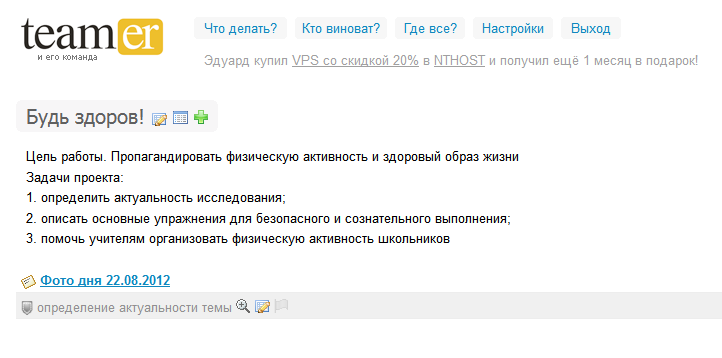 teamer
и его команда
Что делать? Кто виноват? Где все? Настройки Выход
Эдуард купил VPS со скидкой 20% в NTHOST и получил ещё 1 месяц в подарок!
Будь здоров!
Цель работы. Пропагандировать физическую активность и здоровый образ жизни
Задачи проекта:
1. определить актуальность исследования;
2. описать основные упражнения для безопасного и сознательного выполнения;
3. помочь учителям организовать физическую активность школьников
Фото дня 22.08.2012
определение актуальности темы